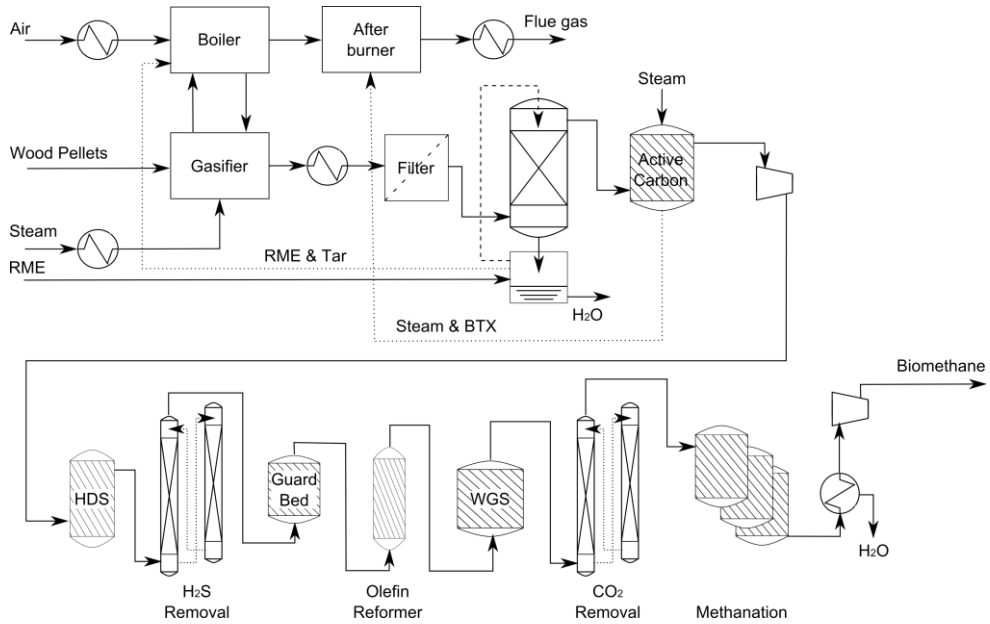 Air
Boiler
After
burner
Flue gas
Steam
Wood Pellets
Gasifier
Filter
Active
Carbon
Steam
RME & Tar
RME
H₂O
Steam & BTX
Biomethane
HDS
Guard
Bed
WGS
H₂O
H₂S
Removal
Olefin
Reformer
CO₂
Removal
Methanation